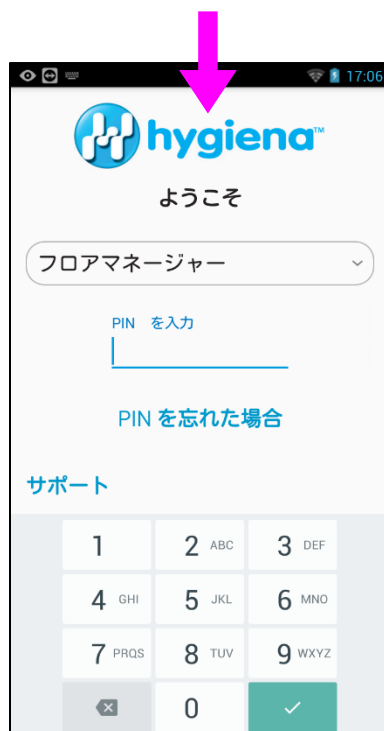 17:06
hygiena™
ようこそ
フロアマネージャー
PIN を入力
PIN を忘れた場合
サポート
1 2 ABC 3 DEF
4 GHI 5 JKL 6 MNO
7 PRQS 8 TUV 9 WXYZ
0